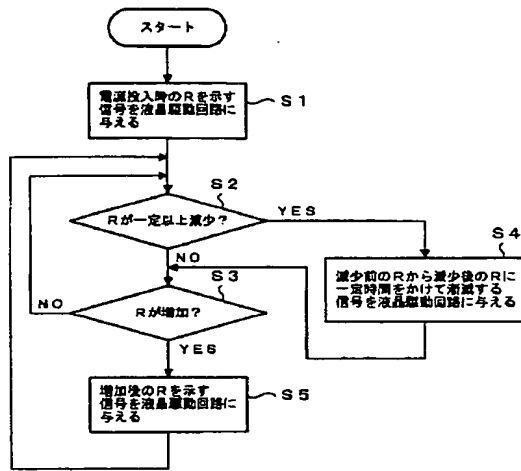 スタート
電源投入時のRを示す
信号を液晶駆動回路に
与える
S1
S2
Rが一定以上減少?
YES
S4
NO
減少前のRから減少後のRに
一定時間をかけて漸減する
信号を液晶駆動回路に与える
S3
NO
Rが増加?
YES
増加後のRを示す
信号を液晶駆動回路に
与える
S5